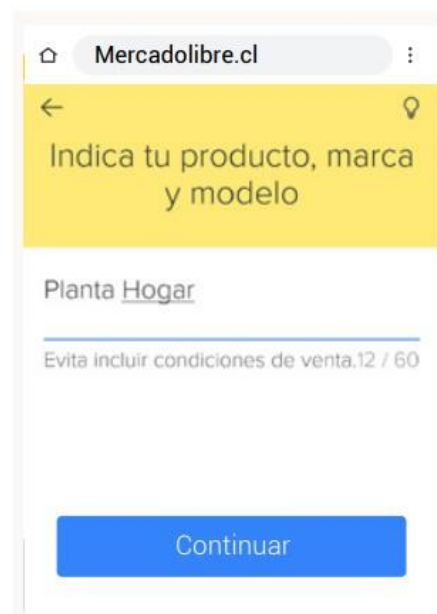 Mercadolibre.cl
Indica tu producto, marca
y modelo
Planta Hogar
Evita incluir condiciones de venta.12 / 60
Continuar